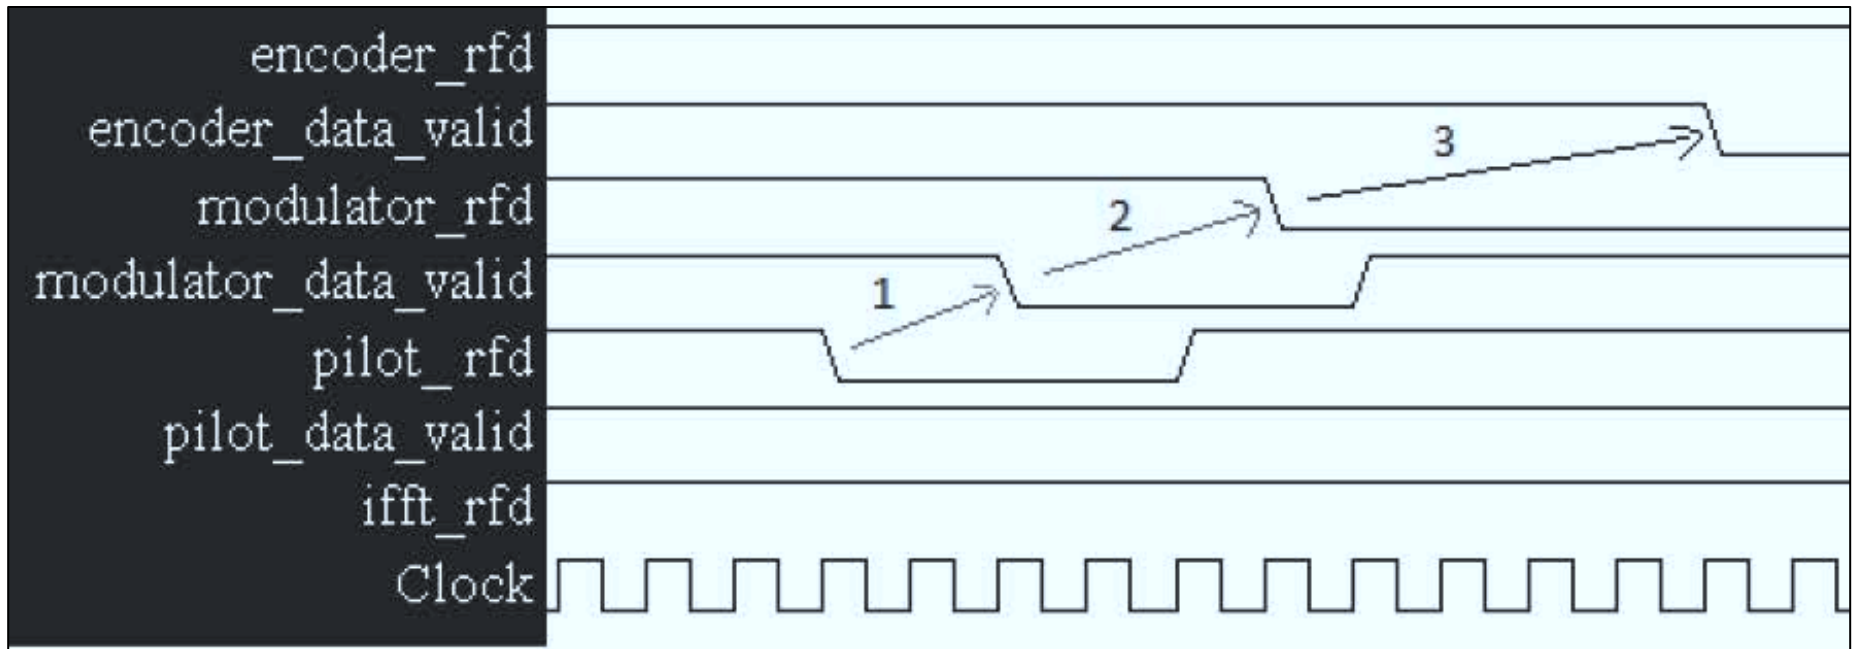 encoder_rfd
encoder_data_valid
3
modulator_rfd
2
modulator_data_valid
1
pilot_rfd
pilot_data_valid
ifft_rfd
Clock